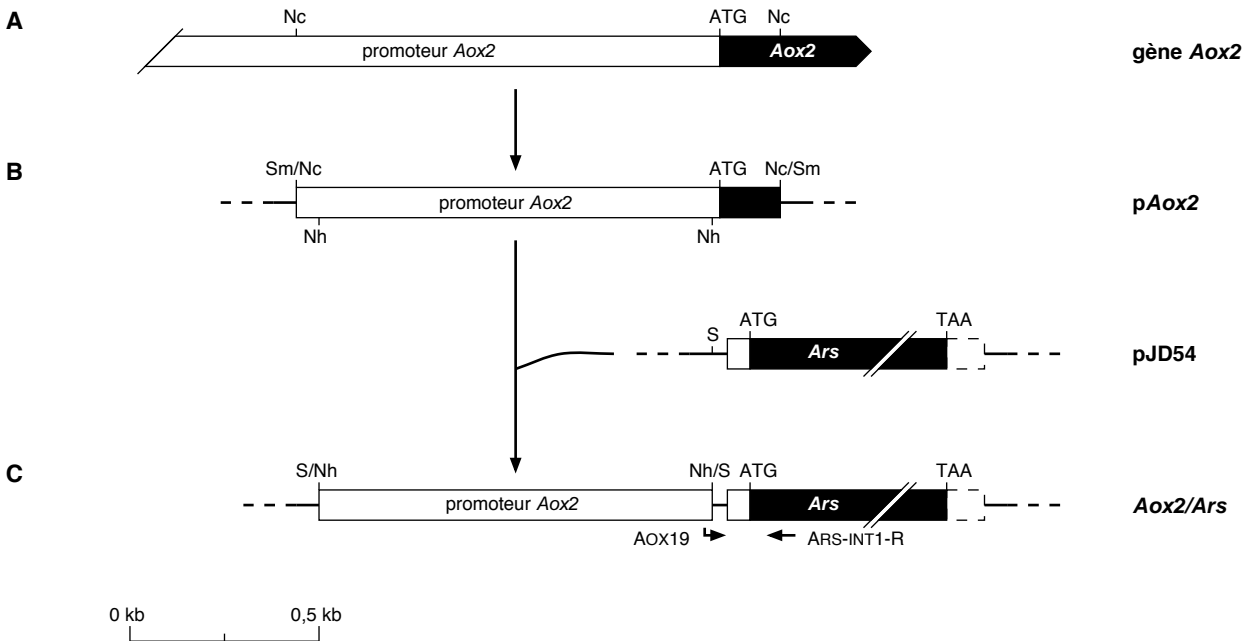 A
Nc ATG Nc
promoteur Aox2 Aox2
gène Aox2
B
Sm/Nc ATG Nc/Sm
promoteur Aox2
pAox2
Nh Nh
S ATG TAA
Ars
pJD54
C
S/Nh Nh/S ATG TAA
promoteur Aox2 Ars
Aox2/Ars
AOX19 ARS-INT1-R
0 kb 0,5 kb